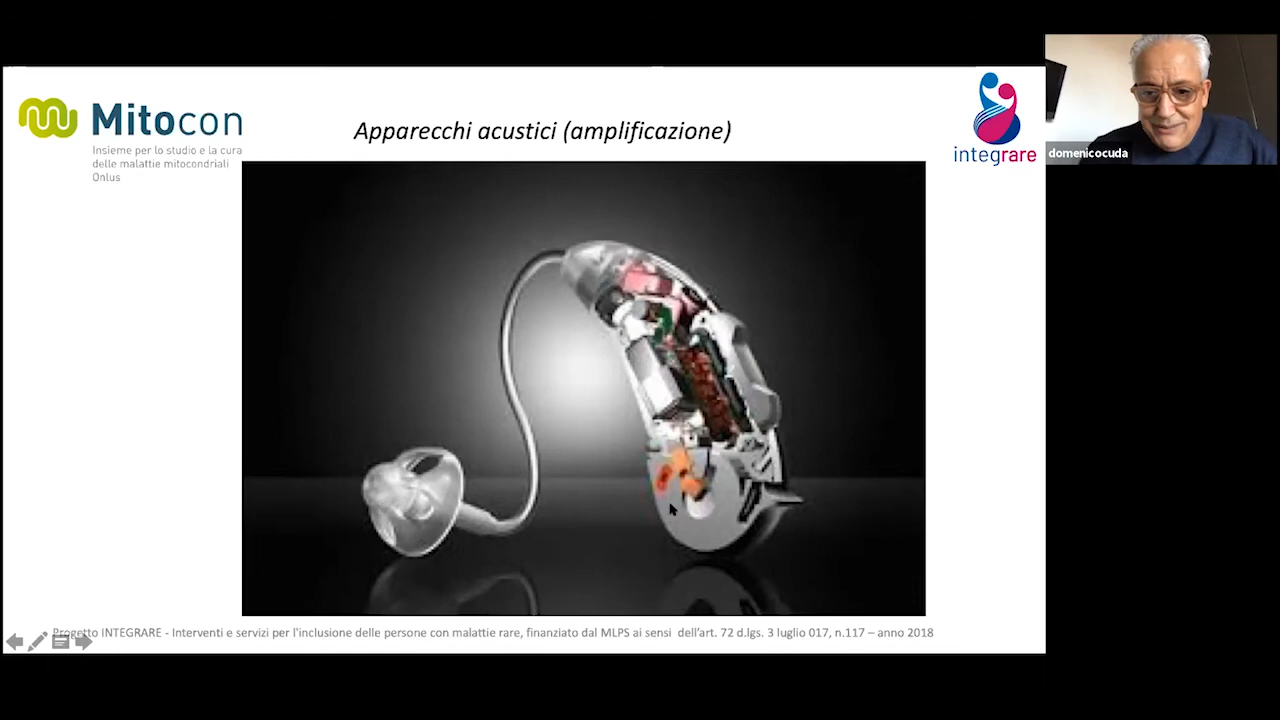 Mitocon
Insieme per lo studio e la cura
delle malattie mitocondriali
Onlus
Apparecchi acustici (amplificazione)
integrare
domenicocuda
Progetto INTEGRARE - Interventi e servizi per l'inclusione delle persone con malattie rare, finanziato dal MLPS ai sensi dell'art. 72 d.lgs. 3 luglio 017, n.117 – anno 2018